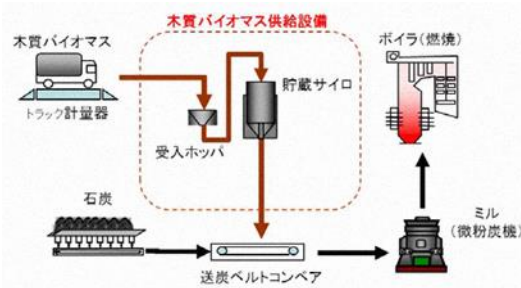 木質バイオマス供給設備
木質バイオマス
トラック計量器
受入ホッパ
貯蔵サイロ
ボイラ(燃焼)
石炭
送炭ベルトコンベア
ミル
(微粉炭機)